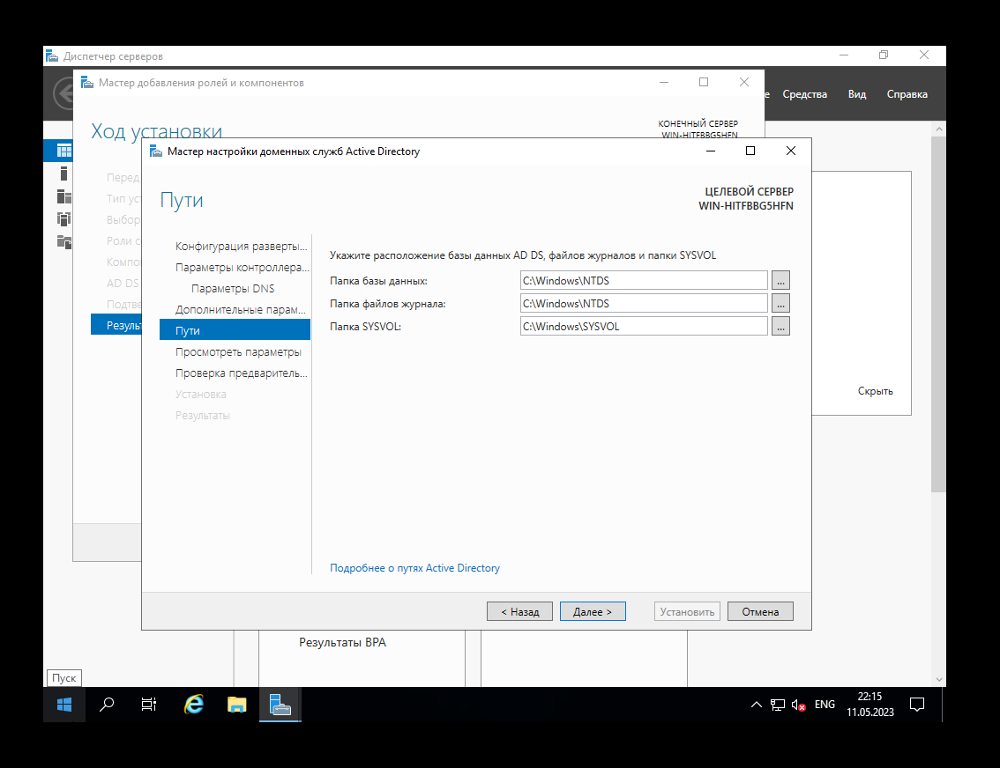 Диспетчер серверов
Средства Вид Справка
Мастер добавления ролей и компонентов
Ход установки
КОНЕЧНЫЙ СЕРВЕР
WIN-HITFBBG5HFN
Перед
Тип ус
Выбор
Роли с
Компо
AD DS
Подтве
Резуль
Мастер настройки доменных служб Active Directory
Пути
ЦЕЛЕВОЙ СЕРВЕР
WIN-HITFBBG5HFN
Конфигурация разверты...
Параметры контроллера...
Параметры DNS
Дополнительные парам...
Пути
Просмотреть параметры
Проверка предваритель...
Установка
Результаты
Укажите расположение базы данных AD DS, файлов журналов и папки SYSVOL
Папка базы данных: C:\Windows\NTDS ...
Папка файлов журнала: C:\Windows\NTDS ...
Папка SYSVOL: C:\Windows\SYSVOL ...
Подробнее о путях Active Directory
< Назад Далее > Установить Отмена
Скрыть
Результаты BPA
Пуск
ENG
22:15
11.05.2023